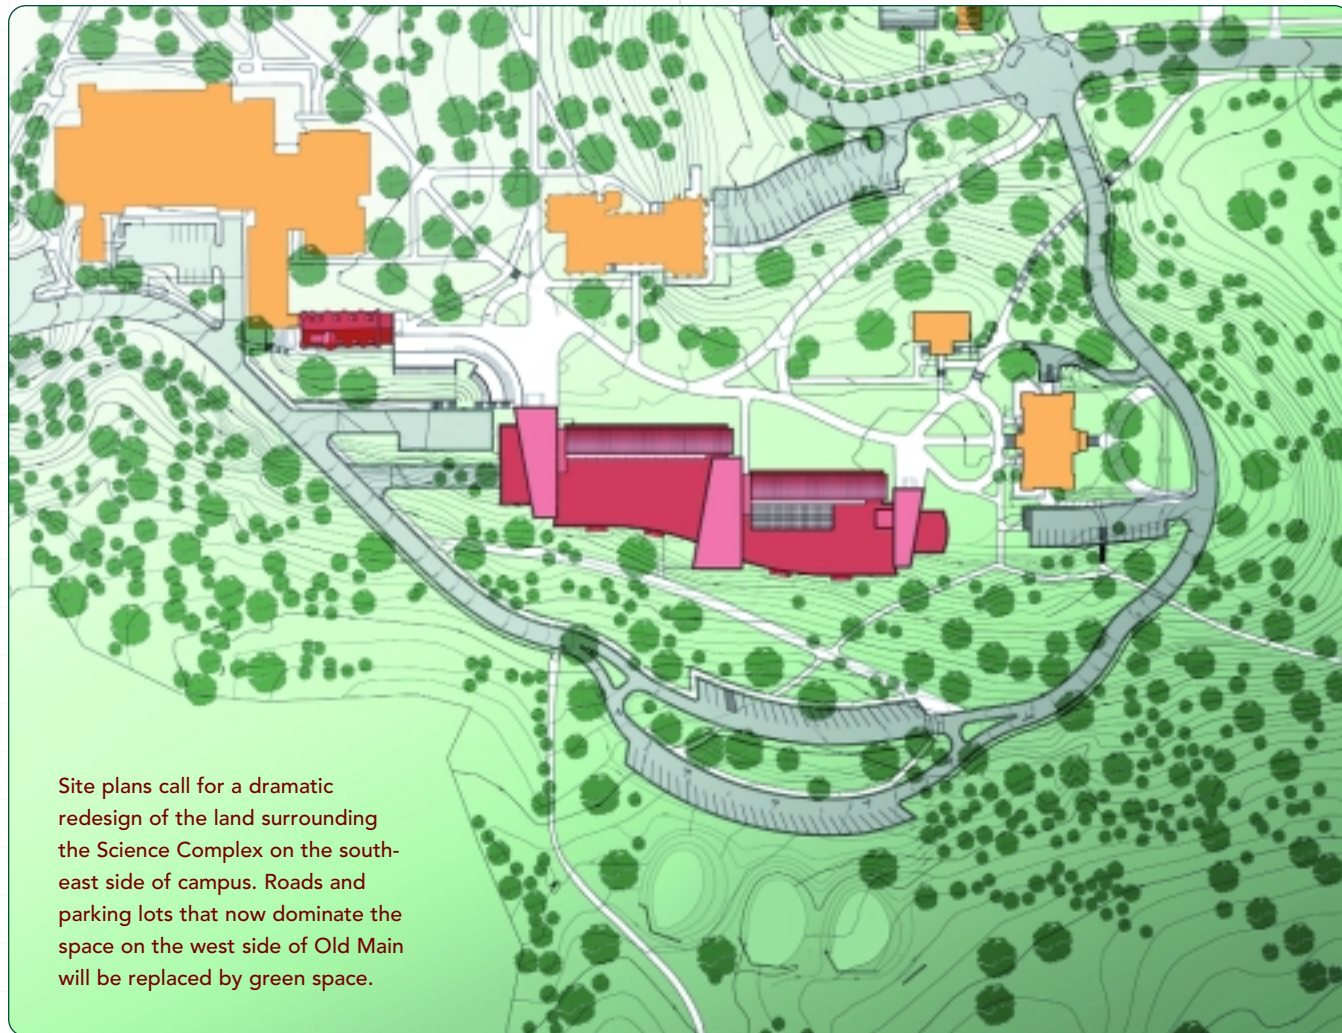 Site plans call for a dramatic
redesign of the land surrounding
the Science Complex on the south-
east side of campus. Roads and
parking lots that now dominate the
space on the west side of Old Main
will be replaced by green space.